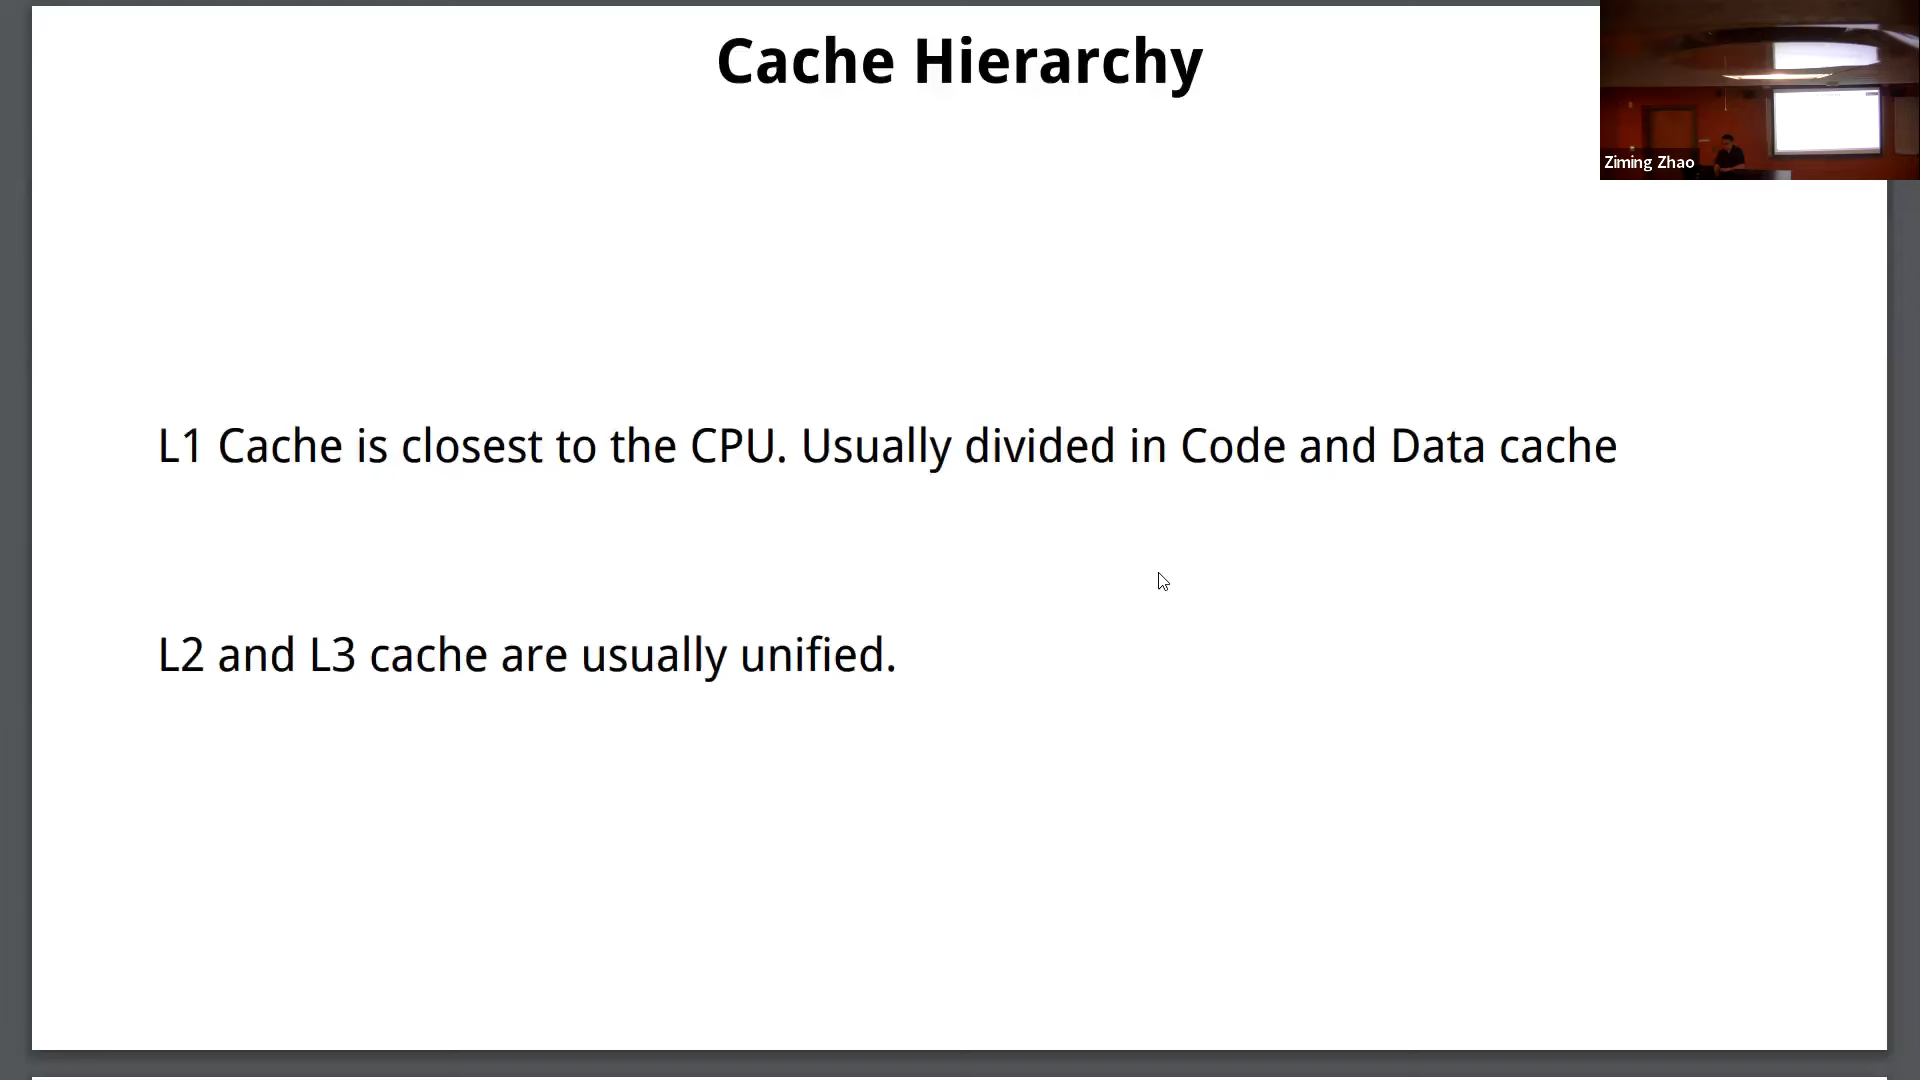 Cache Hierarchy
Ziming Zhao
L1 Cache is closest to the CPU. Usually divided in Code and Data cache
L2 and L3 cache are usually unified.